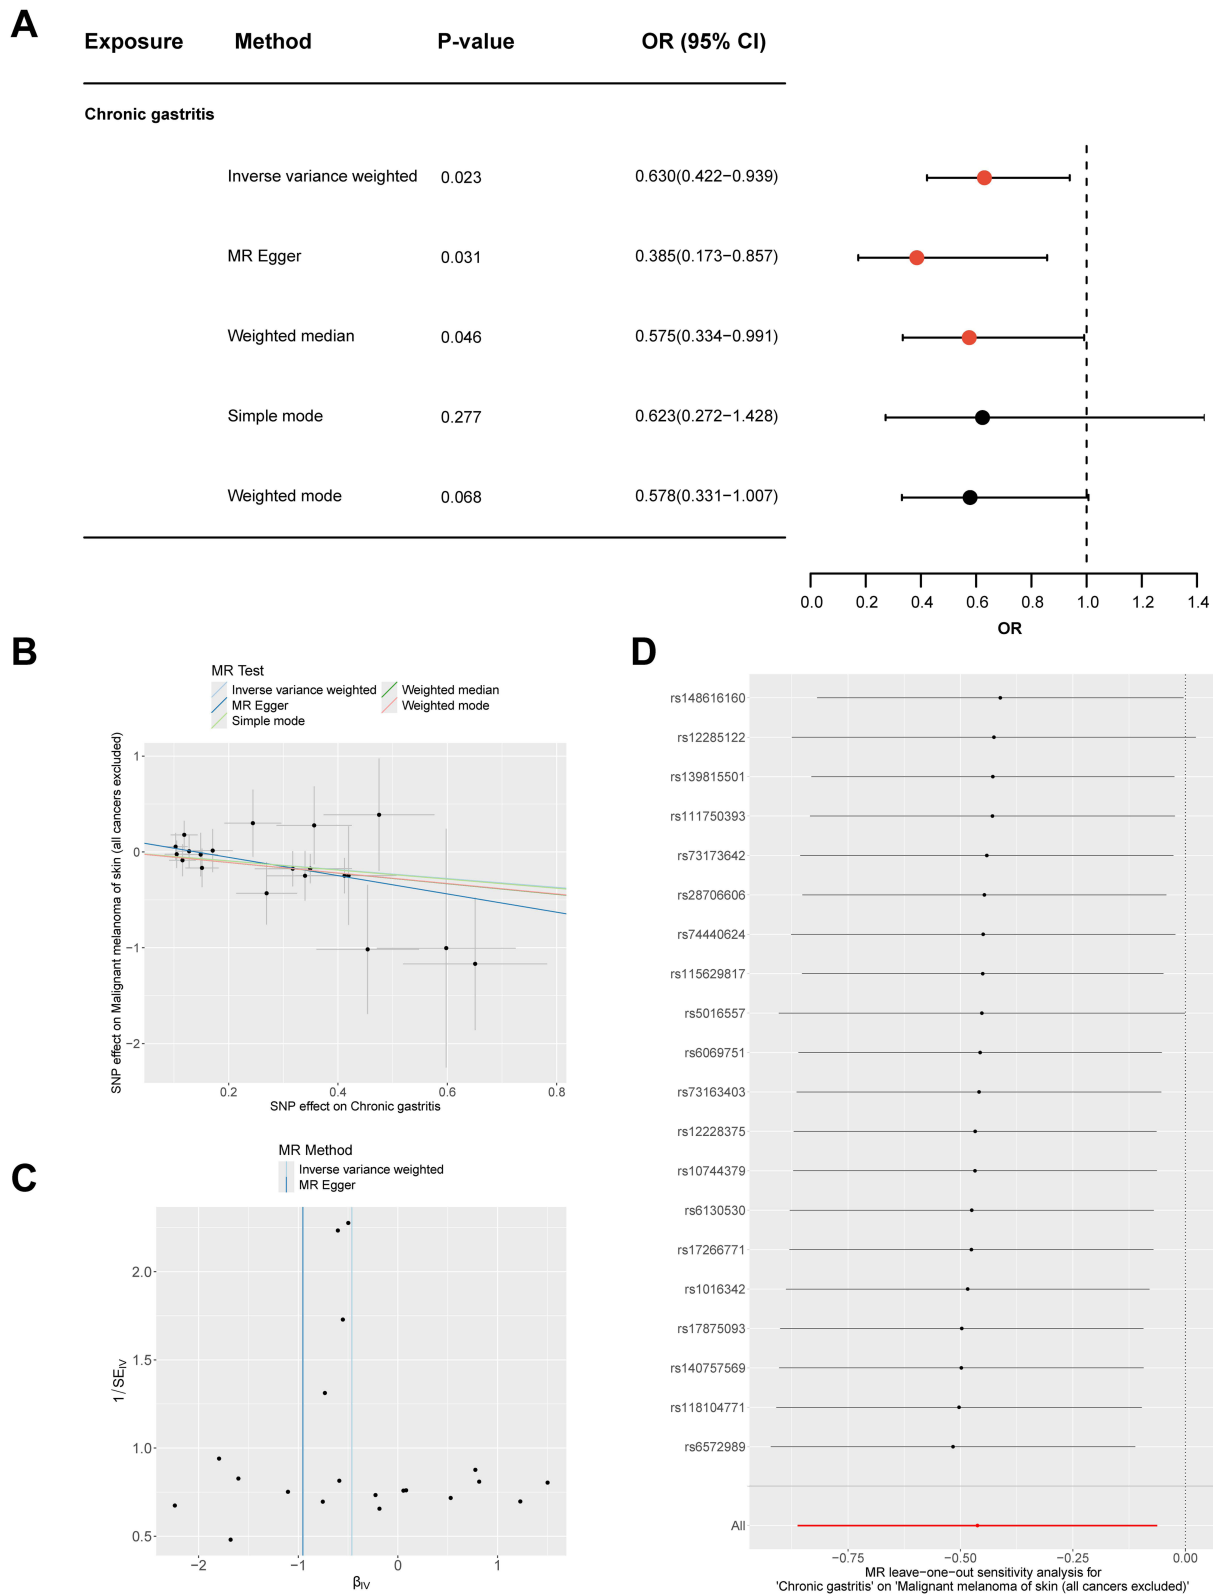 A
Exposure Method P-value OR (95% CI)
Chronic gastritis
Inverse variance weighted 0.023 0.630(0.422−0.939)
MR Egger 0.031 0.385(0.173−0.857)
Weighted median 0.046 0.575(0.334−0.991)
Simple mode 0.277 0.623(0.272−1.428)
Weighted mode 0.068 0.578(0.331−1.007)
0.0 0.2 0.4 0.6 0.8 1.0 1.2 1.4
OR
B
MR Test
Inverse variance weighted Weighted median
MR Egger Weighted mode
Simple mode
SNP effect on Malignant melanoma of skin (all cancers excluded)
1
0
−1
−2
0.2 0.4 0.6 0.8
SNP effect on Chronic gastritis
C
MR Method
Inverse variance weighted
MR Egger
1/SE_IV
2.0
1.5
1.0
0.5
−2 −1 0 1
β_IV
D
rs148616160
rs12285122
rs139815501
rs111750393
rs73173642
rs28706606
rs74440624
rs115629817
rs5016557
rs6069751
rs73163403
rs12228375
rs10744379
rs6130530
rs17266771
rs1016342
rs17875093
rs140757569
rs118104771
rs6572989
All
−0.75 −0.50 −0.25 0.00
MR leave−one−out sensitivity analysis for
'Chronic gastritis' on 'Malignant melanoma of skin (all cancers excluded)'